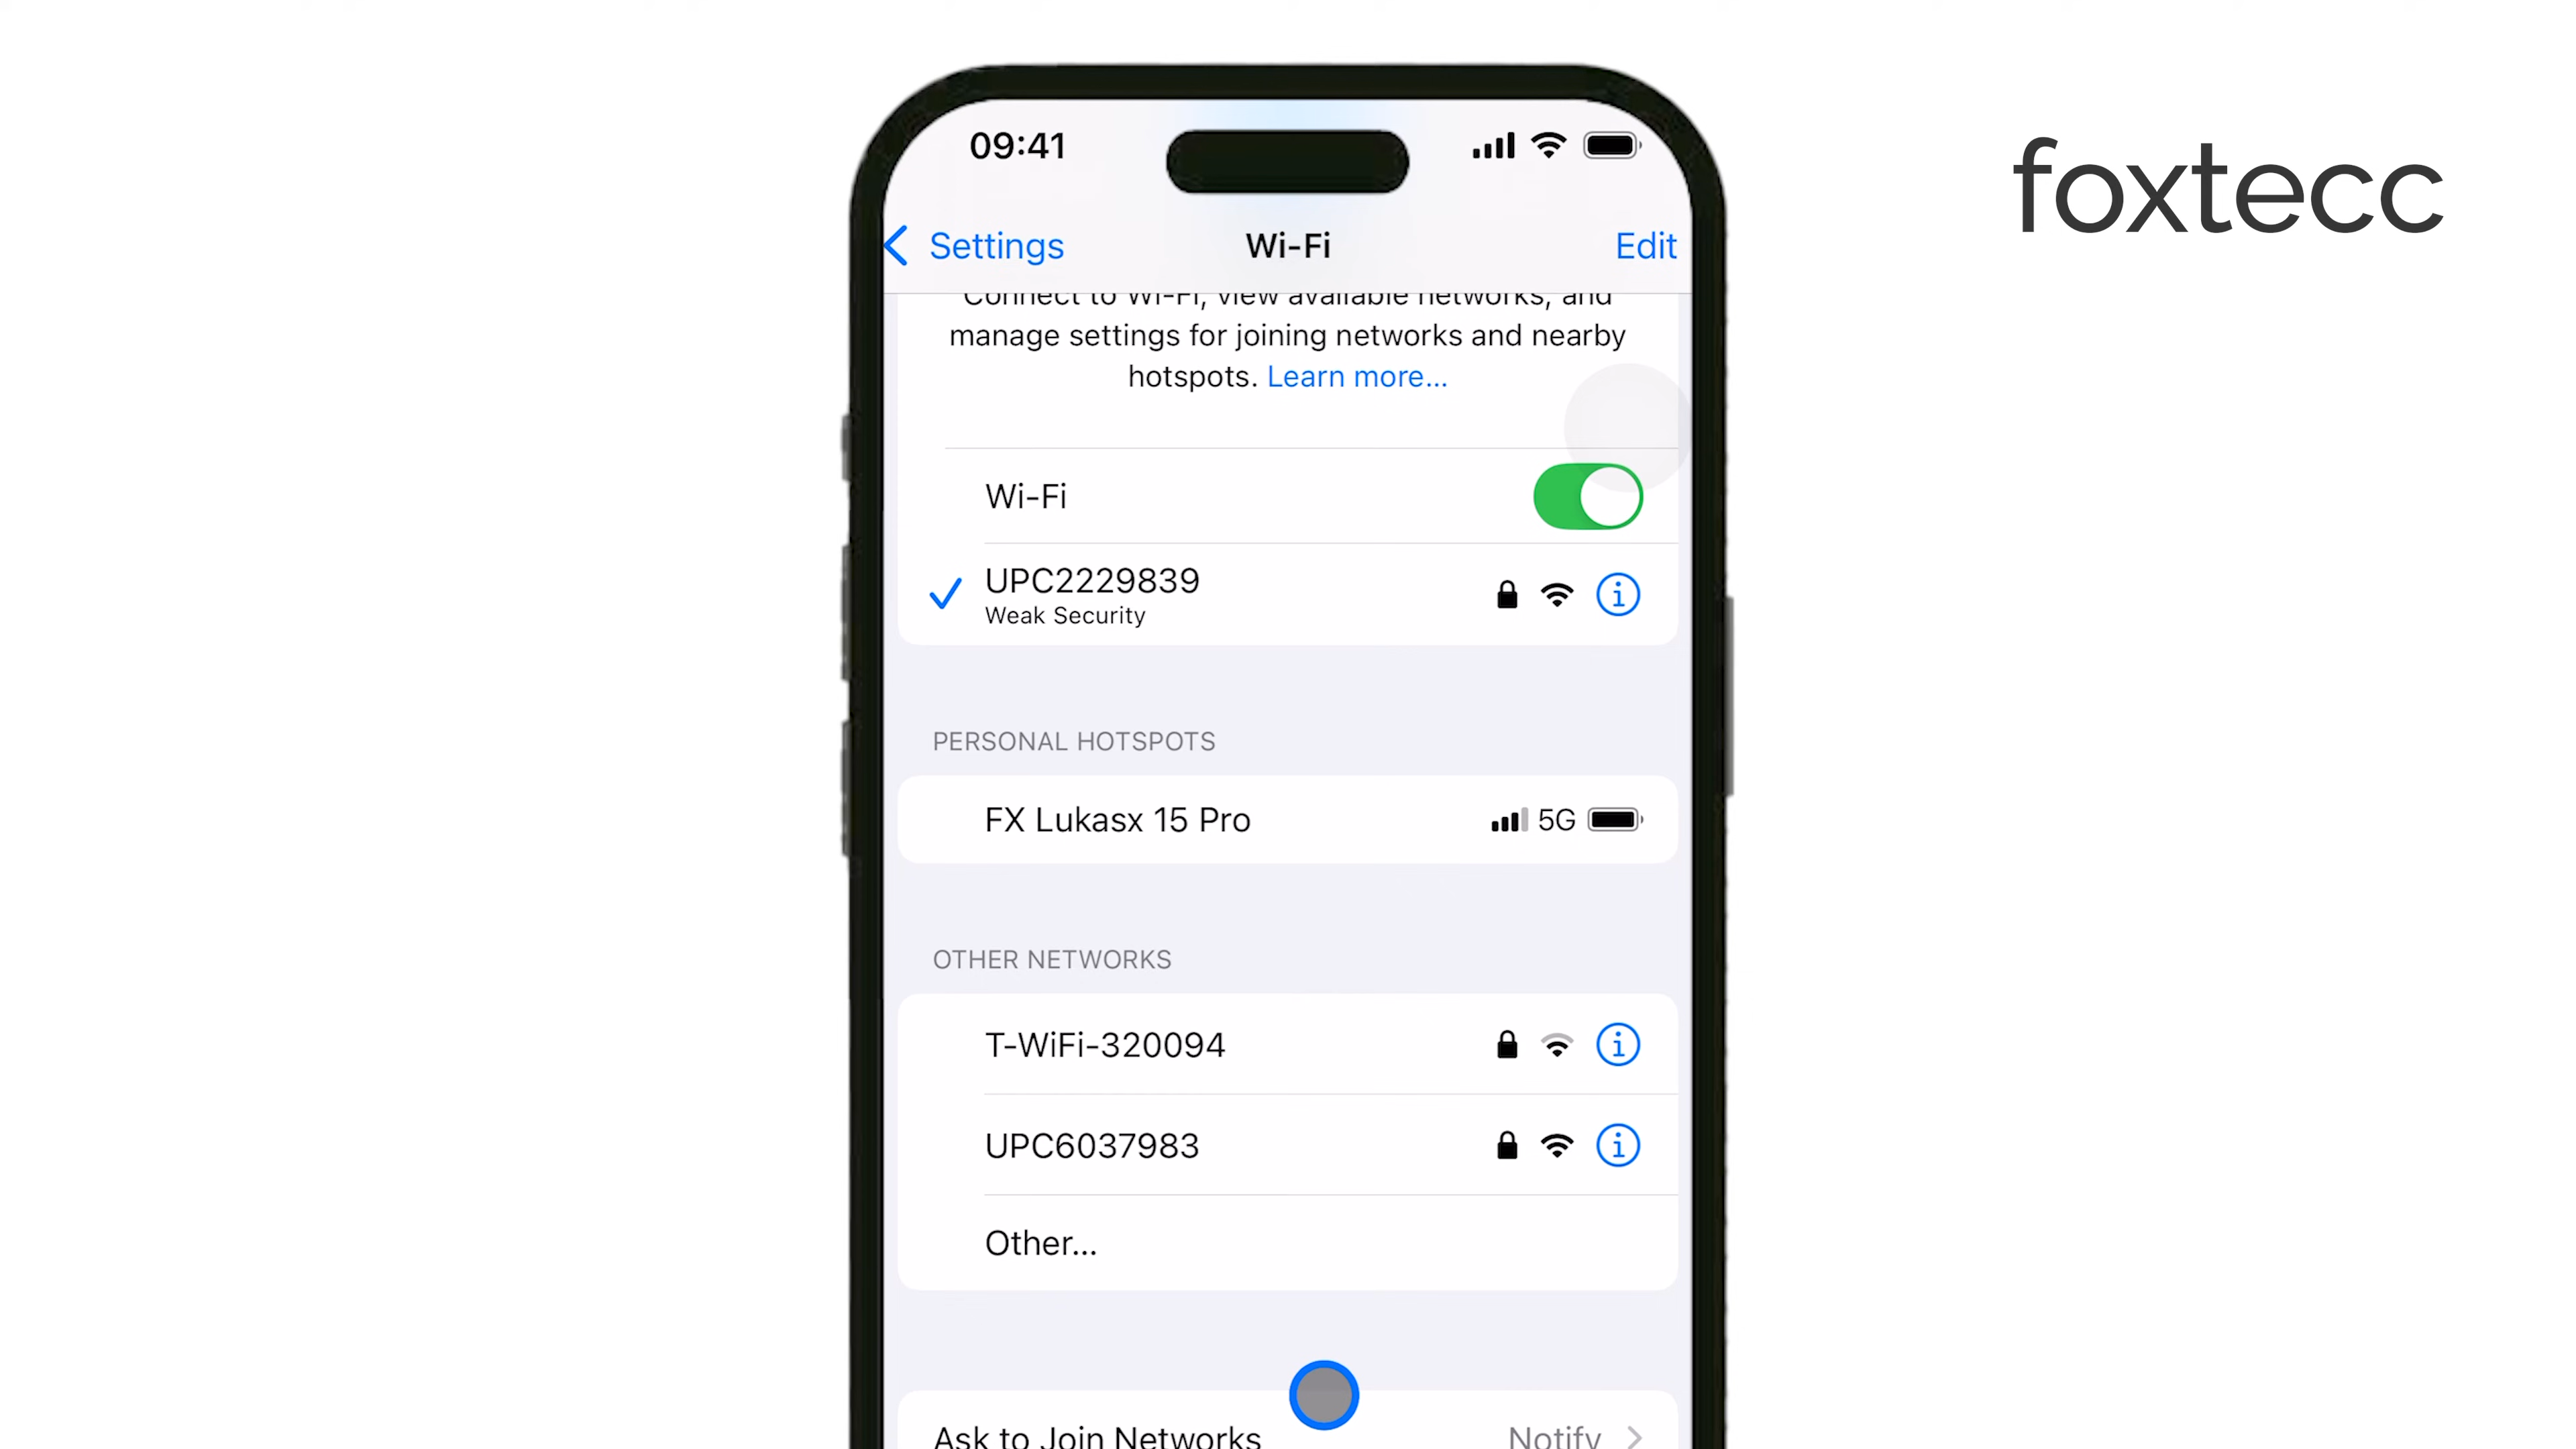 foxtecc
09:41
Settings
Wi-Fi
Edit
Connect to Wi-Fi, view available networks, and
manage settings for joining networks and nearby
hotspots. Learn more...
Wi-Fi
UPC2229839
Weak Security
PERSONAL HOTSPOTS
FX Lukasx 15 Pro
5G
OTHER NETWORKS
T-WiFi-320094
UPC6037983
Other...
Ask to Join Networks
Notify